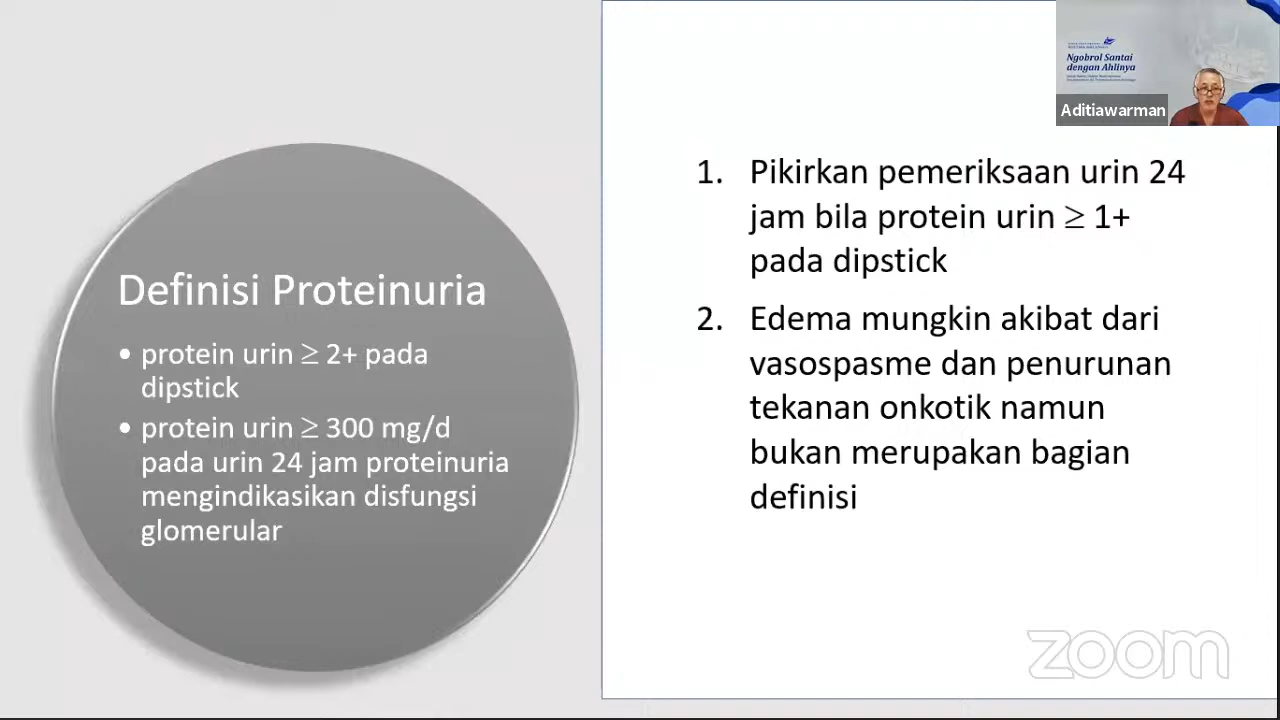 Definisi Proteinuria
• protein urin ≥ 2+ pada
dipstick
• protein urin ≥ 300 mg/d
pada urin 24 jam proteinuria
mengindikasikan disfungsi
glomerular
1. Pikirkan pemeriksaan urin 24
jam bila protein urin ≥ 1+
pada dipstick
2. Edema mungkin akibat dari
vasospasme dan penurunan
tekanan onkotik namun
bukan merupakan bagian
definisi
Ngobrol Santai
dengan Ahlinya
Aditiawarman
zoom